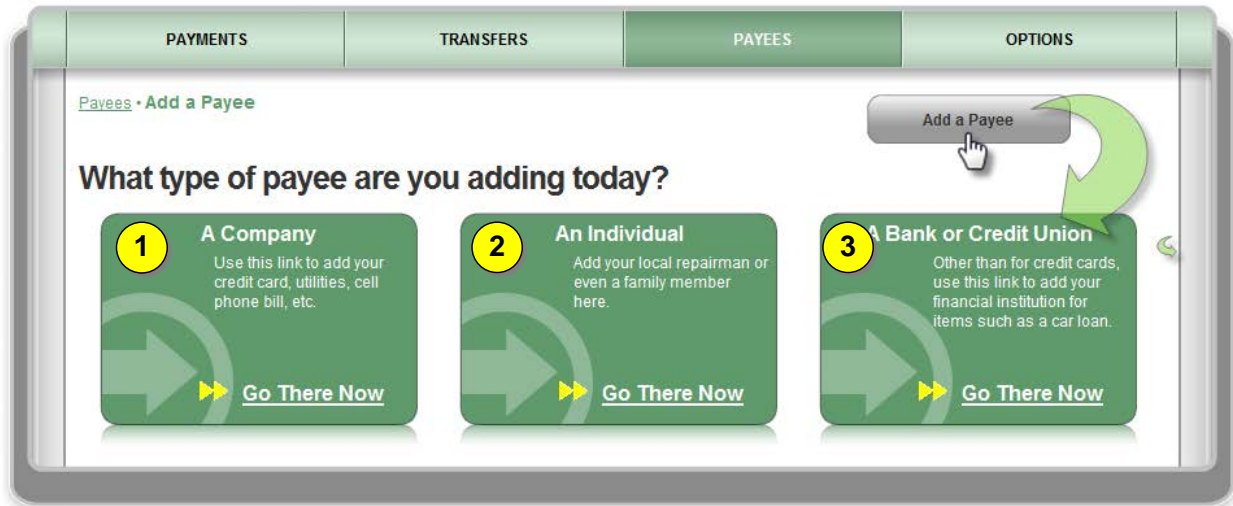 PAYMENTS TRANSFERS PAYEES OPTIONS
Payees • Add a Payee
Add a Payee
What type of payee are you adding today?
1
A Company
Use this link to add your
credit card, utilities, cell
phone bill, etc.
Go There Now
2
An Individual
Add your local repairman or
even a family member
here.
Go There Now
3
A Bank or Credit Union
Other than for credit cards,
use this link to add your
financial institution for
items such as a car loan.
Go There Now